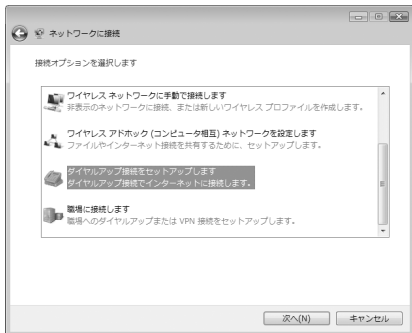 ネットワークに接続
接続オプションを選択します
ワイヤレス ネットワークに手動で接続します
非表示のネットワークに接続、または新しいワイヤレス プロファイルを作成します。
ワイヤレス アドホック (コンピュータ相互) ネットワークを設定します
ファイルやインターネット接続を共有するために、セットアップします。
ダイヤルアップ接続をセットアップします
ダイヤルアップ接続でインターネットに接続します。
職場に接続します
職場へのダイヤルアップまたは VPN 接続をセットアップします。
次へ(N)
キャンセル